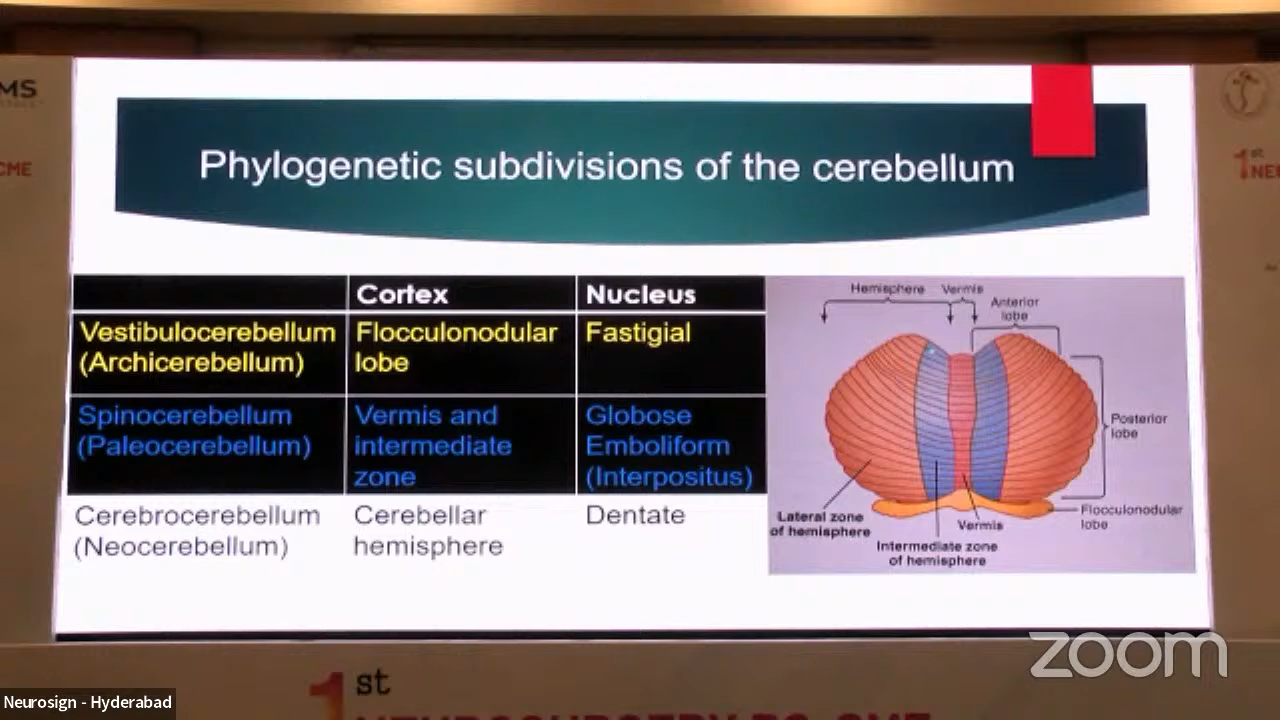 MS
CME
1st
NEU
Phylogenetic subdivisions of the cerebellum
Cortex
Nucleus
Vestibulocerebellum
(Archicerebellum)
Flocculonodular
lobe
Fastigial
Spinocerebellum
(Paleocerebellum)
Vermis and
intermediate
zone
Globose
Emboliform
(Interpositus)
Cerebrocerebellum
(Neocerebellum)
Cerebellar
hemisphere
Dentate
Hemisphere
Vermis
Anterior
lobe
Posterior
lobe
Flocculonodular
lobe
Lateral zone
of hemisphere
Vermis
Intermediate zone
of hemisphere
zoom
1st
Neurosign - Hyderabad